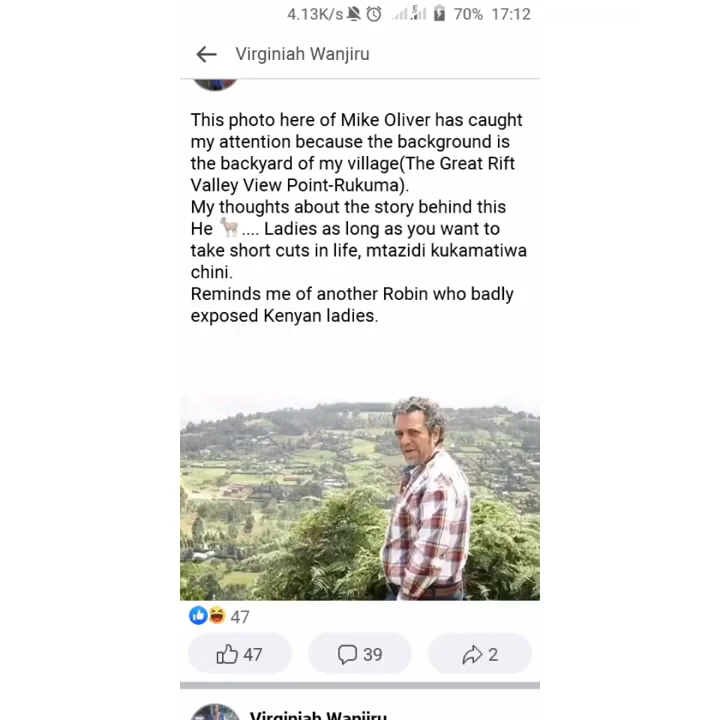 4.13K/s 70% 17:12
Virginiah Wanjiru
This photo here of Mike Oliver has caught
my attention because the background is
the backyard of my village(The Great Rift
Valley View Point-Rukuma).
My thoughts about the story behind this
He 🐐.... Ladies as long as you want to
take short cuts in life, mtazidi kukamatiwa
chini.
Reminds me of another Robin who badly
exposed Kenyan ladies.
47
47 39 2
Virginiah Wanjiru